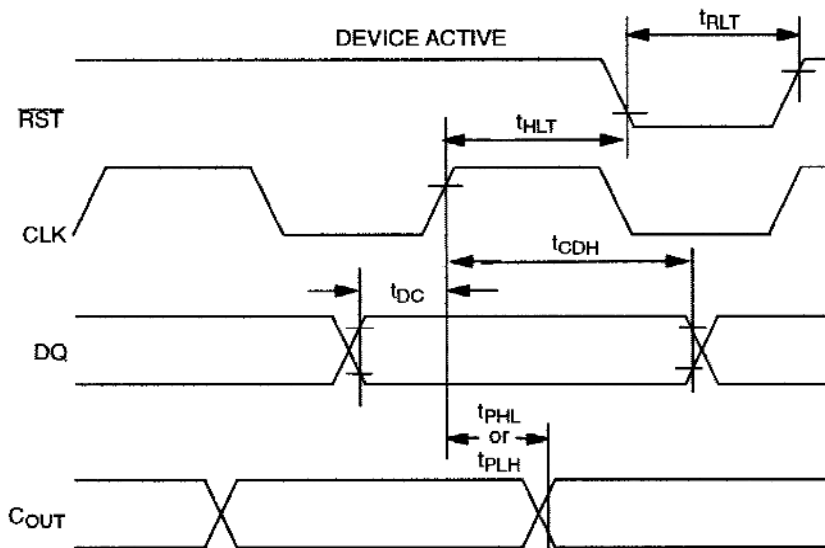 DEVICE ACTIVE
tRLT
RST
tHLT
CLK
tCDH
tDC
DQ
tPHL
or
tPLH
COUT